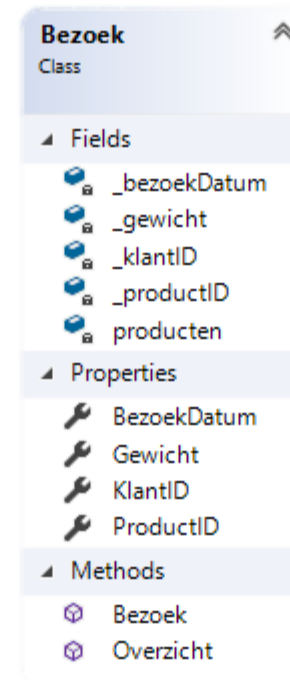 Bezoek
Class
Fields
_bezoekDatum
_gewicht
_klantID
_productID
producten
Properties
BezoekDatum
Gewicht
KlantID
ProductID
Methods
Bezoek
Overzicht